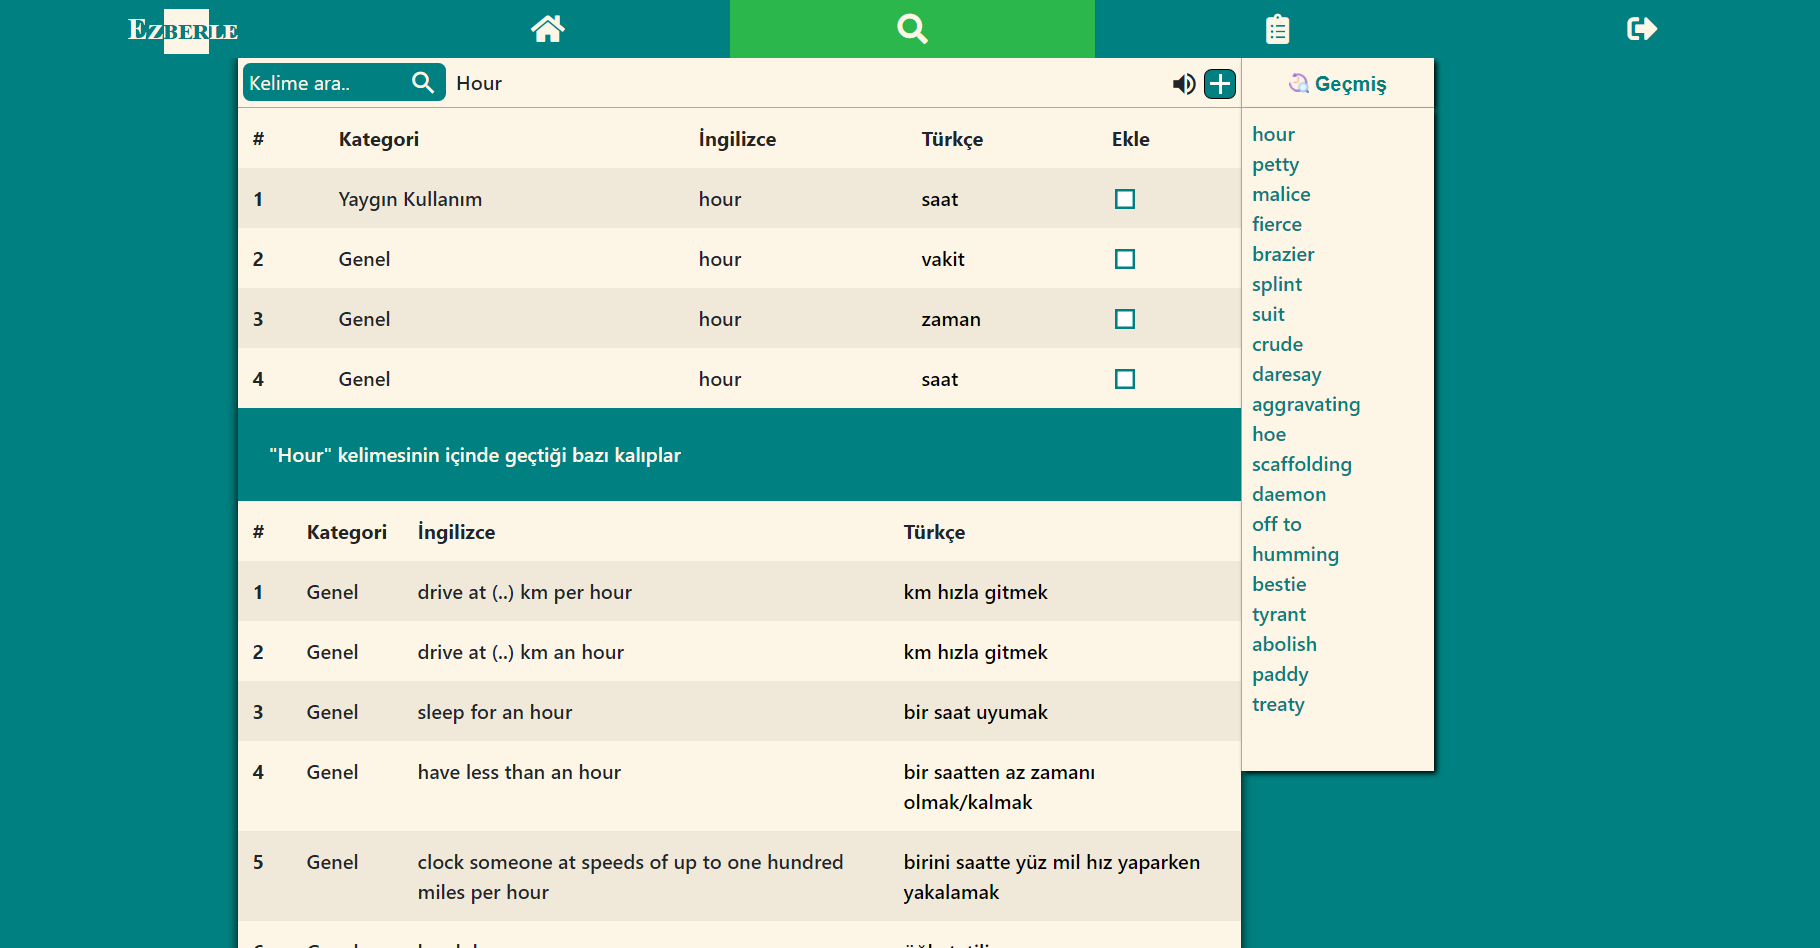 EZBERLE
Kelime ara.. Hour
# Kategori İngilizce Türkçe Ekle
1 Yaygın Kullanım hour saat
2 Genel hour vakit
3 Genel hour zaman
4 Genel hour saat
"Hour" kelimesinin içinde geçtiği bazı kalıplar
# Kategori İngilizce Türkçe
1 Genel drive at (..) km per hour km hızla gitmek
2 Genel drive at (..) km an hour km hızla gitmek
3 Genel sleep for an hour bir saat uyumak
4 Genel have less than an hour bir saatten az zamanı
olmak/kalmak
5 Genel clock someone at speeds of up to one hundred birini saatte yüz mil hız yaparken
miles per hour yakalamak
Geçmiş
hour
petty
malice
fierce
brazier
splint
suit
crude
daresay
aggravating
hoe
scaffolding
daemon
off to
humming
bestie
tyrant
abolish
paddy
treaty